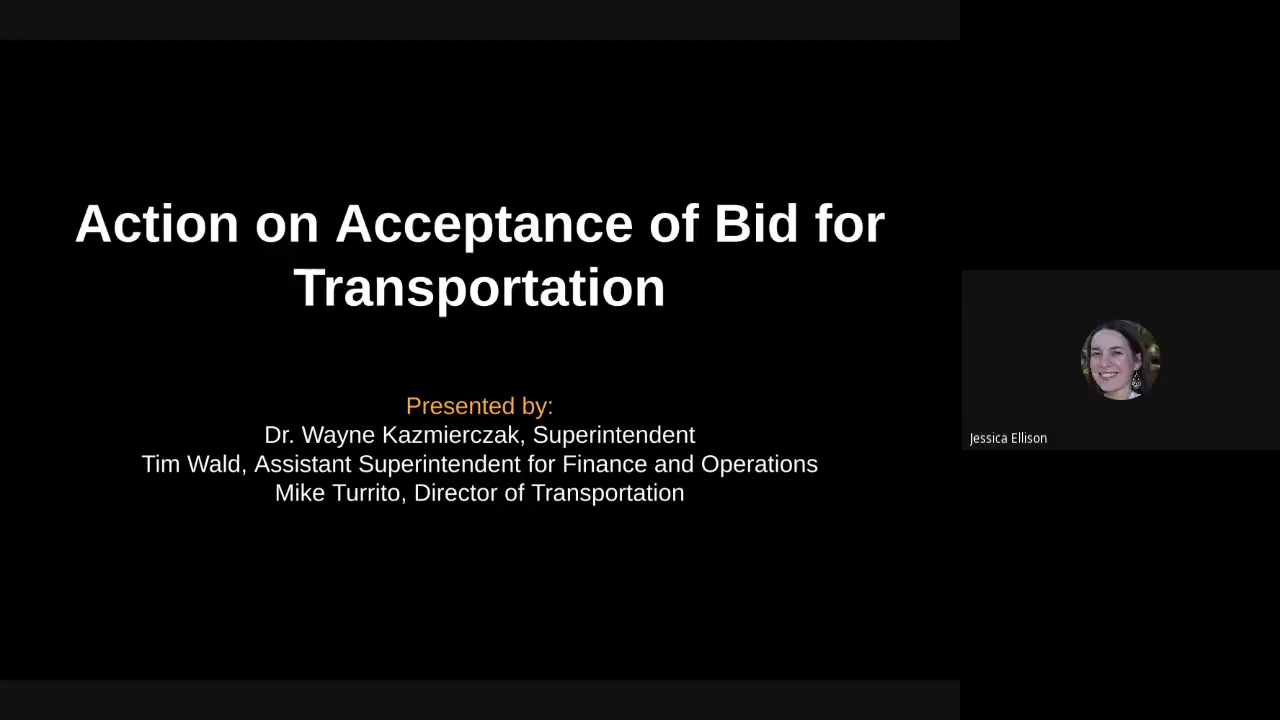 Action on Acceptance of Bid for
Transportation
Presented by:
Dr. Wayne Kazmierczak, Superintendent
Tim Wald, Assistant Superintendent for Finance and Operations
Mike Turrito, Director of Transportation
Jessica Ellison